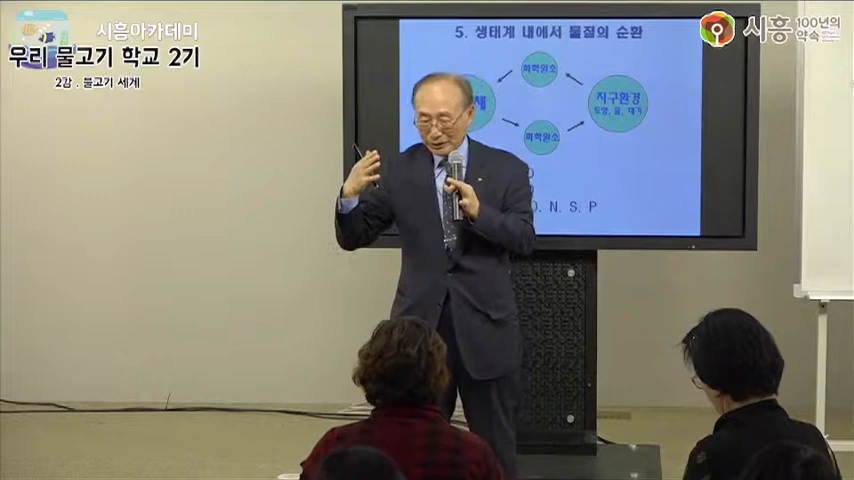 시흥아카데미
우리 물고기 학교 2기
2강 . 물고기 세계
시흥 100년의 약속
5. 생태계 내에서 물질의 순환
화학원소
체
지구환경
토양, 물, 대기
화학원소
O. N. S. P